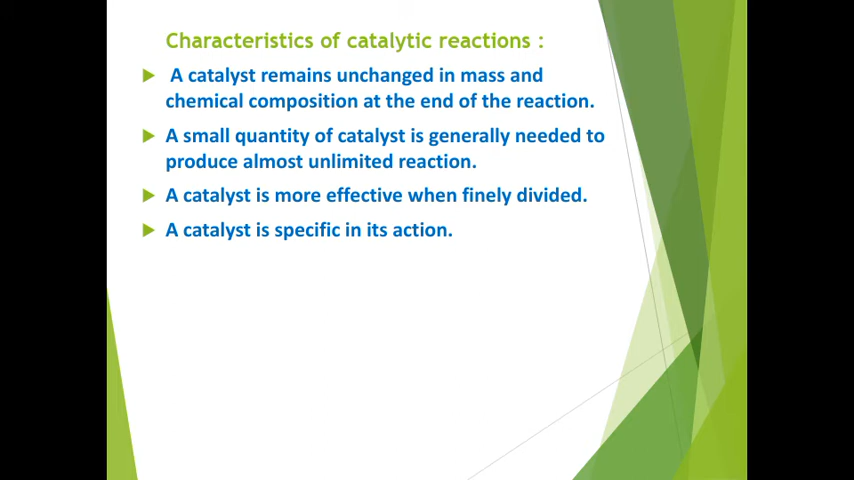 Characteristics of catalytic reactions :
A catalyst remains unchanged in mass and
chemical composition at the end of the reaction.
A small quantity of catalyst is generally needed to
produce almost unlimited reaction.
A catalyst is more effective when finely divided.
A catalyst is specific in its action.